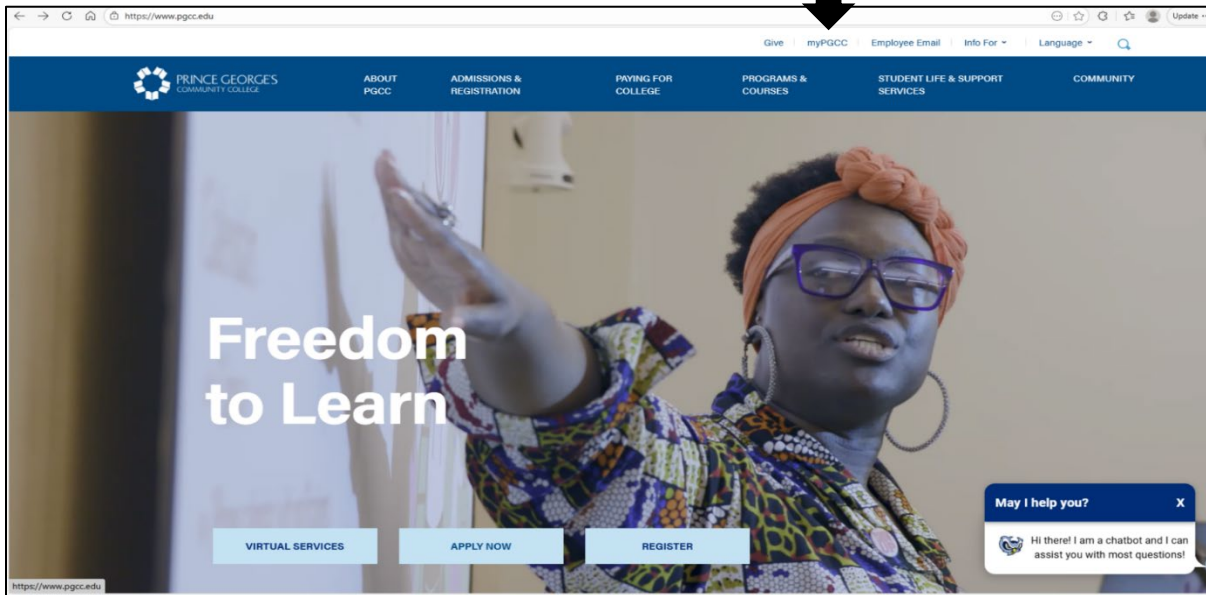 https://www.pgcc.edu
Update
Give myPGCC Employee Email Info For Language
PRINCE GEORGE'S
COMMUNITY COLLEGE
ABOUT
PGCC
ADMISSIONS &
REGISTRATION
PAYING FOR
COLLEGE
PROGRAMS &
COURSES
STUDENT LIFE & SUPPORT
SERVICES
COMMUNITY
Freedom
to Learn
VIRTUAL SERVICES
APPLY NOW
REGISTER
May I help you? X
Hi there! I am a chatbot and I can
assist you with most questions!
https://www.pgcc.edu